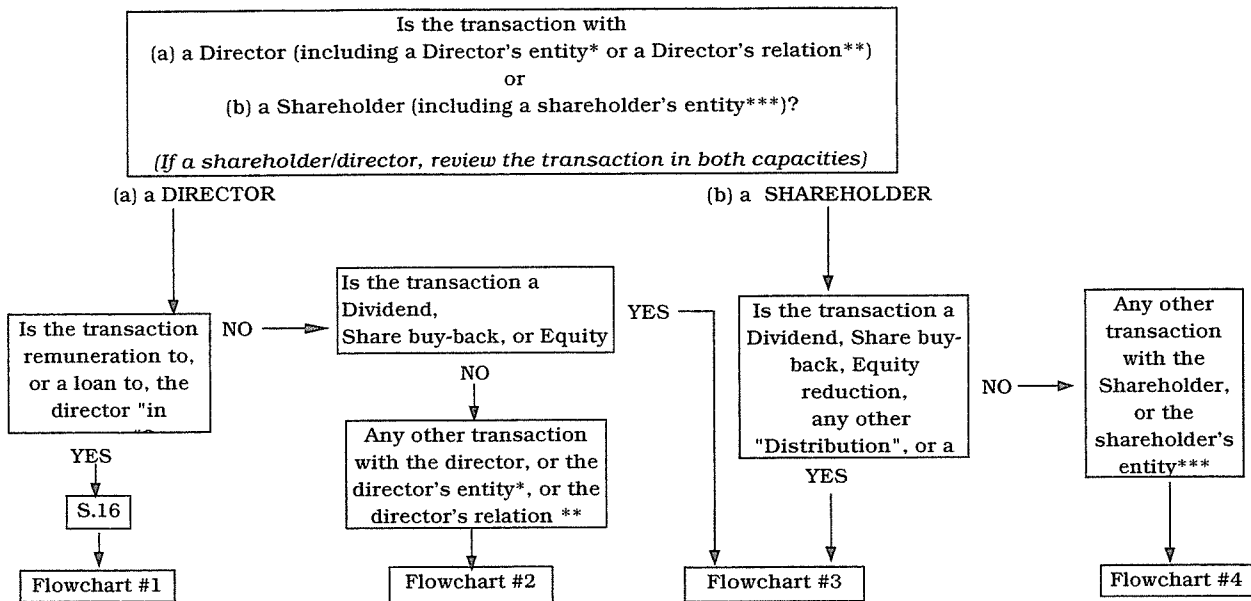 Is the transaction with
(a) a Director (including a Director's entity* or a Director's relation**)
or
(b) a Shareholder (including a shareholder's entity***)?
(If a shareholder/director, review the transaction in both capacities)
(a) a DIRECTOR
(b) a SHAREHOLDER
Is the transaction
remuneration to,
or a loan to, the
director "in
NO
Is the transaction a
Dividend,
Share buy-back, or Equity
YES
Is the transaction a
Dividend, Share buy-
back, Equity
reduction,
any other
"Distribution", or a
NO
Any other
transaction
with the
Shareholder,
or the
shareholder's
entity***
YES
S.16
NO
Any other transaction
with the director, or the
director's entity*, or the
director's relation **
YES
Flowchart #1
Flowchart #2
Flowchart #3
Flowchart #4